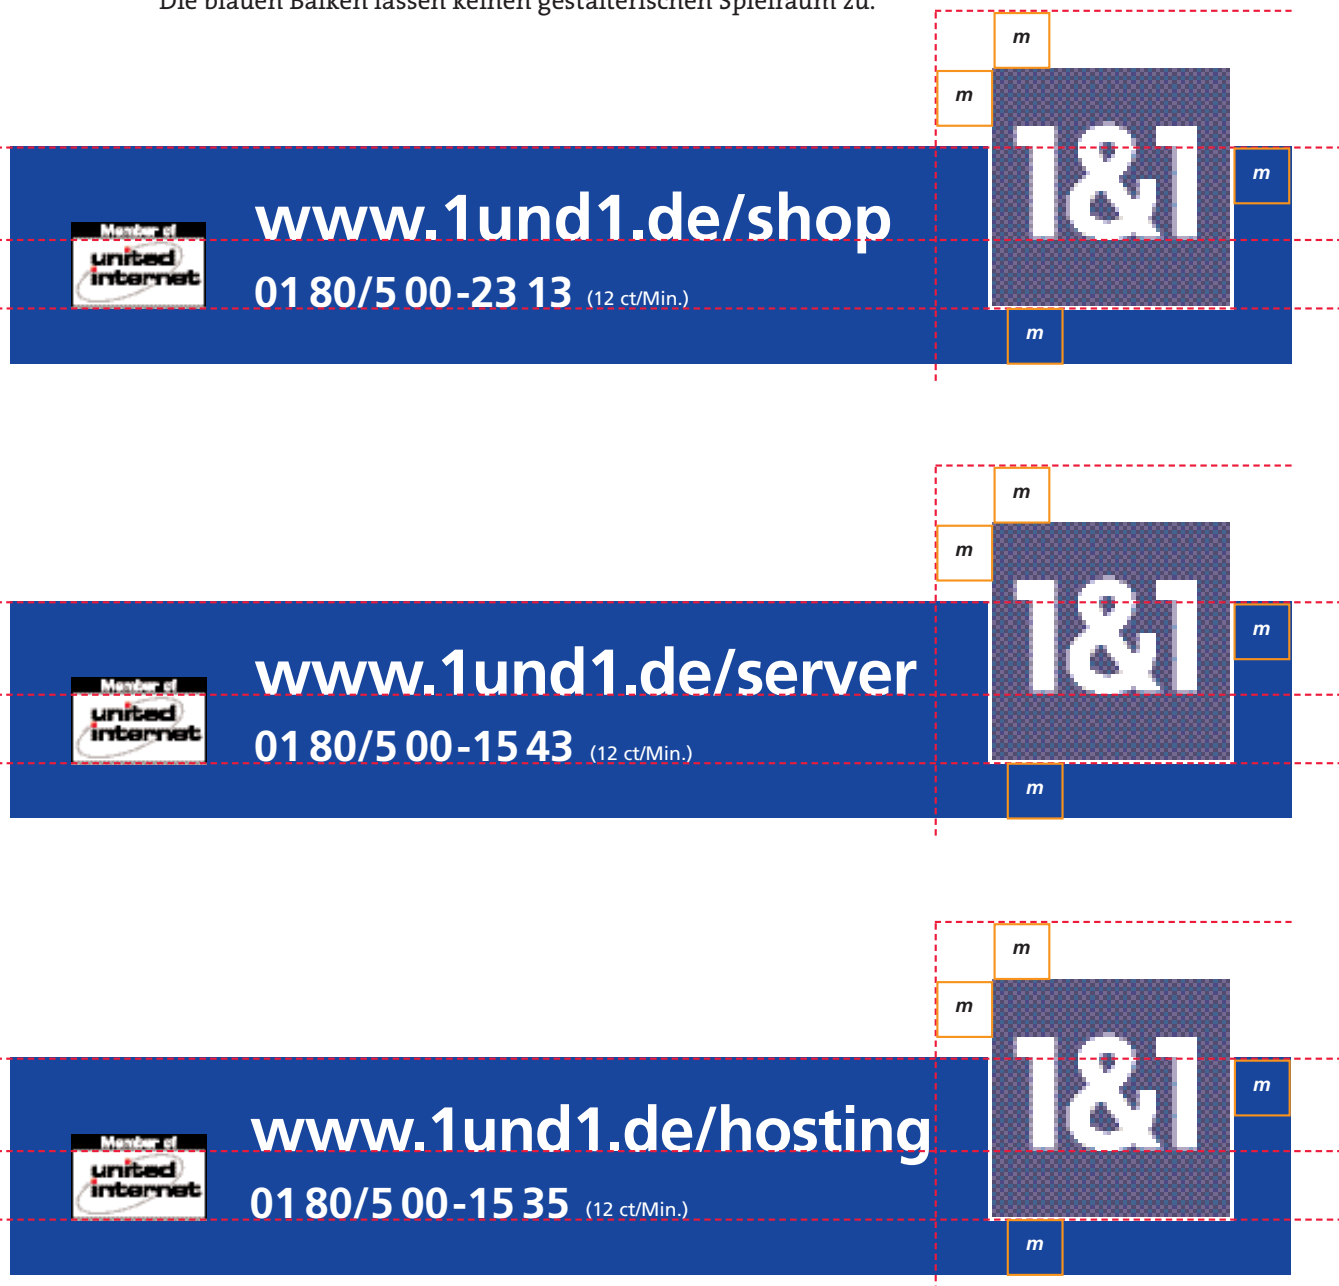 Die blauen Balken lassen keinen gestalterischen Spielraum zu.
m
m
1&1
m
www.1und1.de/shop
Member of
united
internet
01 80/5 00-23 13 (12 ct/Min.)
m
m
m
1&1
m
www.1und1.de/server
Member of
united
internet
01 80/5 00-15 43 (12 ct/Min.)
m
m
m
1&1
m
www.1und1.de/hosting
Member of
united
internet
01 80/5 00-15 35 (12 ct/Min.)
m